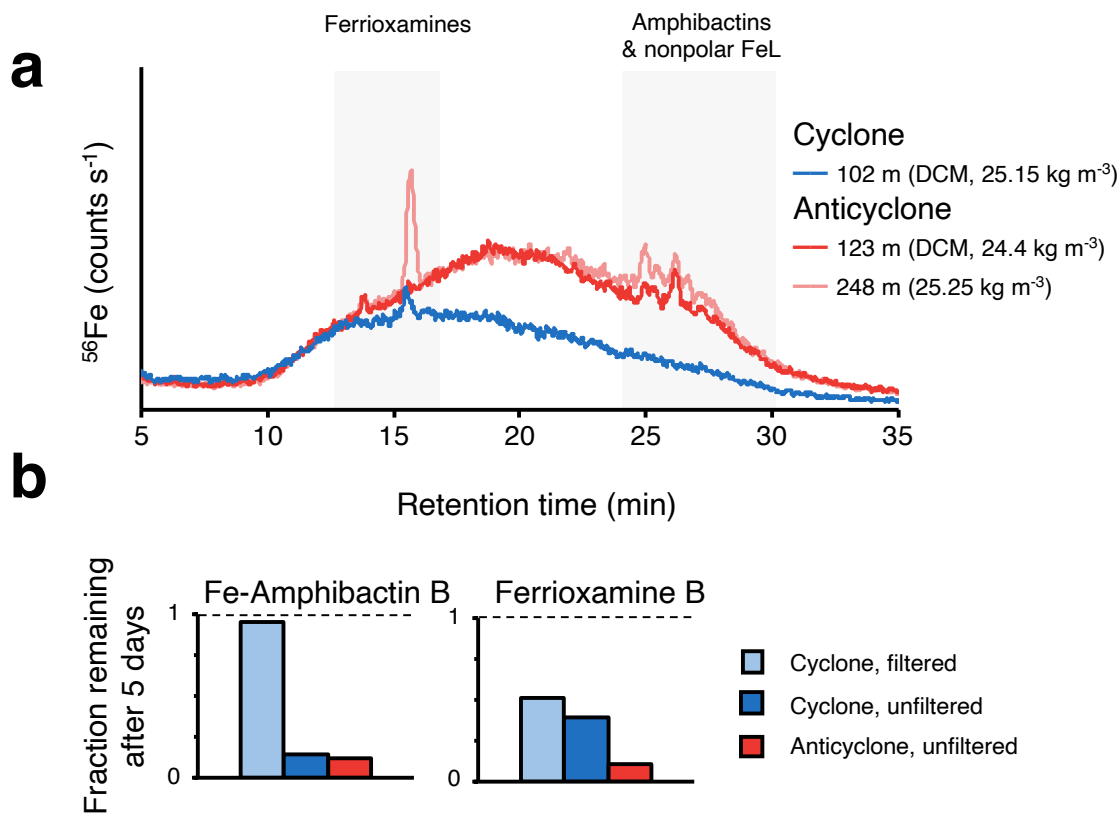 a
Ferrioxamines
Amphibactins
& nonpolar FeL
⁵⁶Fe (counts s⁻¹)
Cyclone
102 m (DCM, 25.15 kg m⁻³)
Anticyclone
123 m (DCM, 24.4 kg m⁻³)
248 m (25.25 kg m⁻³)
5 10 15 20 25 30 35
Retention time (min)
b
Fraction remaining
after 5 days
Fe-Amphibactin B
1
0
Ferrioxamine B
1
0
Cyclone, filtered
Cyclone, unfiltered
Anticyclone, unfiltered